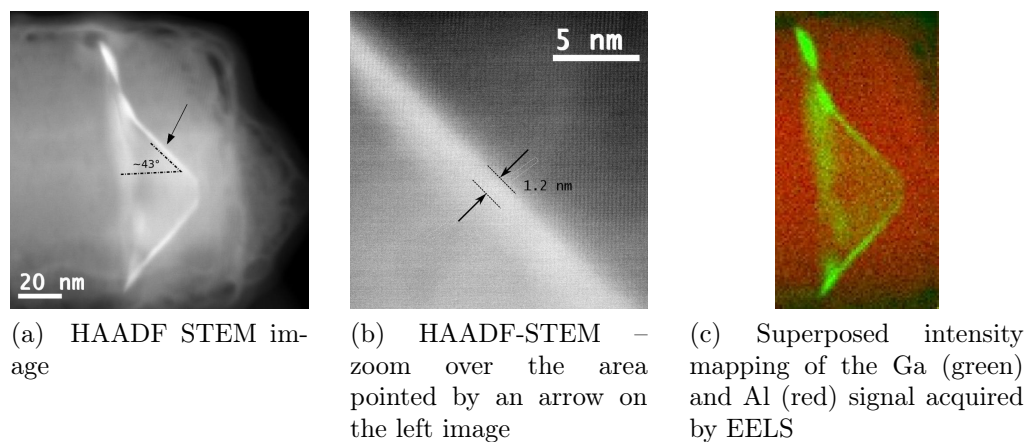 ~43°
20 nm
5 nm
1.2 nm
(a) HAADF STEM im-
age
(b) HAADF-STEM –
zoom over the area
pointed by an arrow on
the left image
(c) Superposed intensity
mapping of the Ga (green)
and Al (red) signal acquired
by EELS